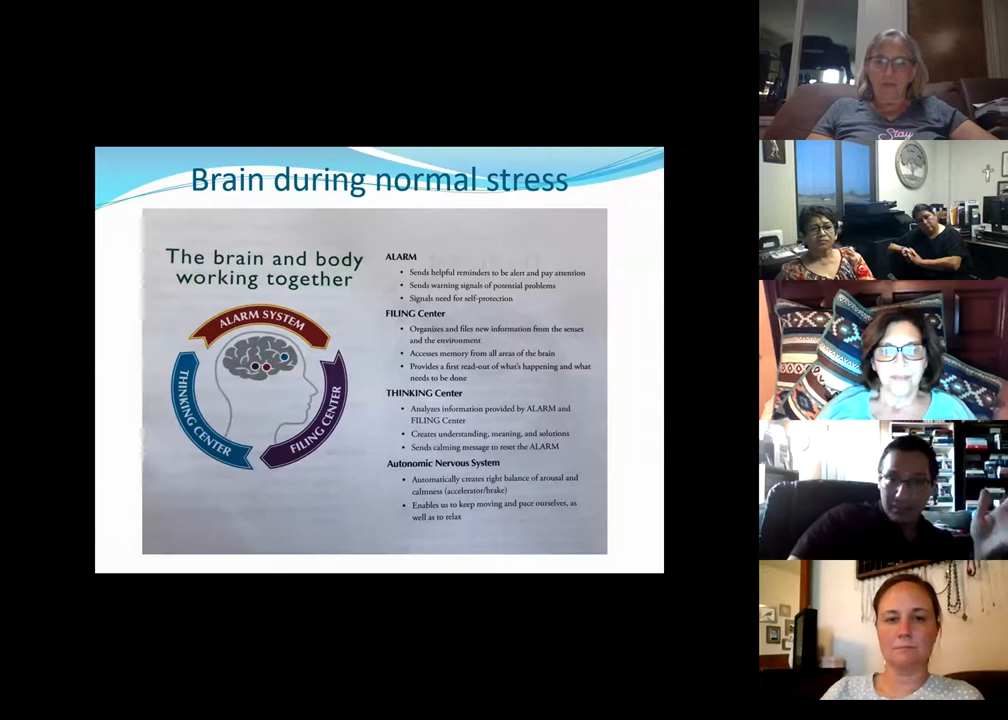 Brain during normal stress
The brain and body
working together
ALARM SYSTEM
THINKING CENTER
FILING CENTER
ALARM
• Sends helpful reminders to be alert and pay attention
• Sends warning signals of potential problems
• Signals need for self-protection
FILING Center
• Organizes and files new information from the senses
and the environment
• Accesses memory from all areas of the brain
• Provides a first read-out of what's happening and what
needs to be done
THINKING Center
• Analyzes information provided by ALARM and
FILING Center
• Creates understanding, meaning, and solutions
• Sends calming message to reset the ALARM
Autonomic Nervous System
• Automatically creates right balance of arousal and
calmness (accelerator/brake)
• Enables us to keep moving and pace ourselves, as
well as to relax
Stay